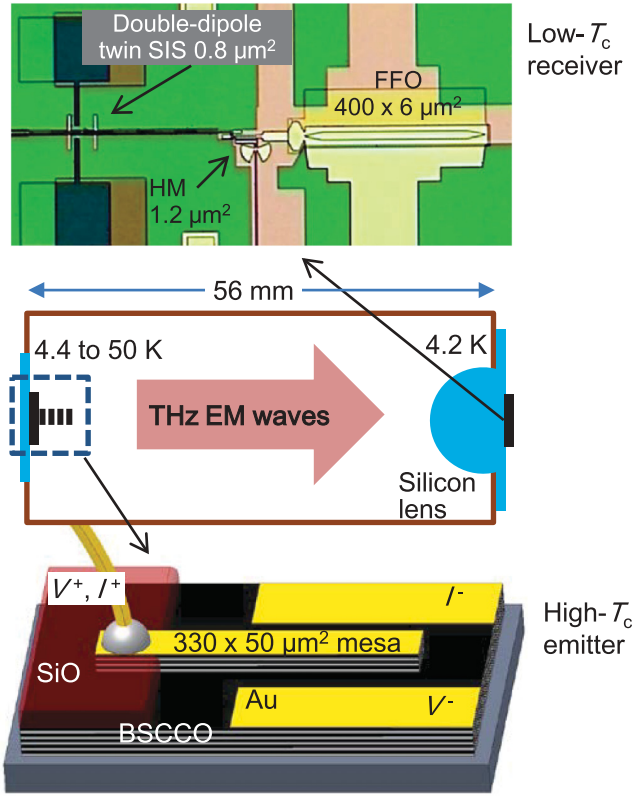 Double-dipole
twin SIS 0.8 µm²
Low-Tc
receiver
FFO
400 x 6 µm²
HM
1.2 µm²
56 mm
4.4 to 50 K
4.2 K
THz EM waves
Silicon
lens
V⁺, I⁺
I⁻
High-Tc
emitter
330 x 50 µm² mesa
SiO
Au
V⁻
BSCCO